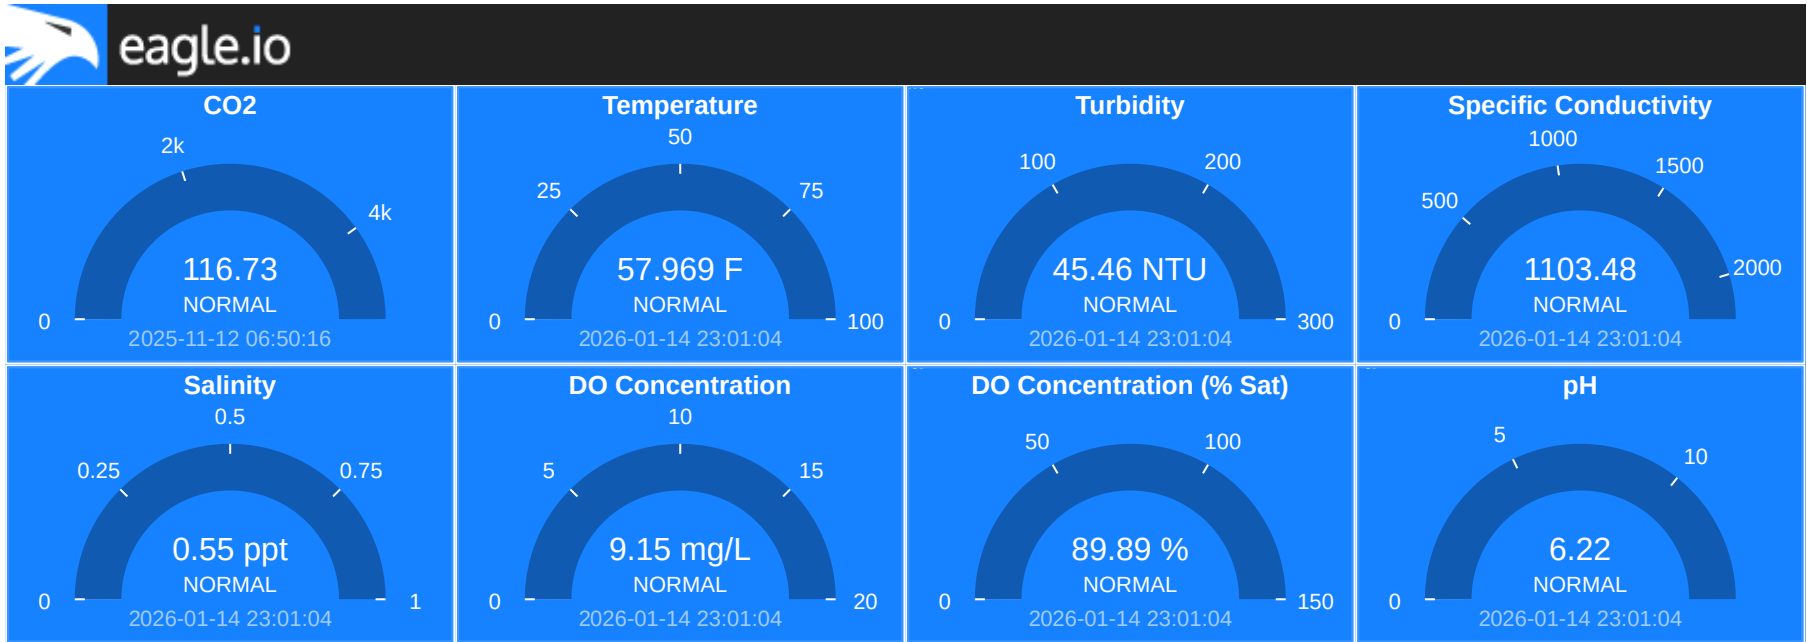 eagle.io
CO2
2k
4k
0
116.73
NORMAL
2025-11-12 06:50:16
Temperature
50
25
75
0
100
57.969 F
NORMAL
2026-01-14 23:01:04
Turbidity
100
200
0
300
45.46 NTU
NORMAL
2026-01-14 23:01:04
Specific Conductivity
1000
1500
500
2000
0
1103.48
NORMAL
2026-01-14 23:01:04
Salinity
0.5
0.25
0.75
0
1
0.55 ppt
NORMAL
2026-01-14 23:01:04
DO Concentration
10
5
15
0
20
9.15 mg/L
NORMAL
2026-01-14 23:01:04
DO Concentration (% Sat)
50
100
0
150
89.89 %
NORMAL
2026-01-14 23:01:04
pH
5
10
0
6.22
NORMAL
2026-01-14 23:01:04